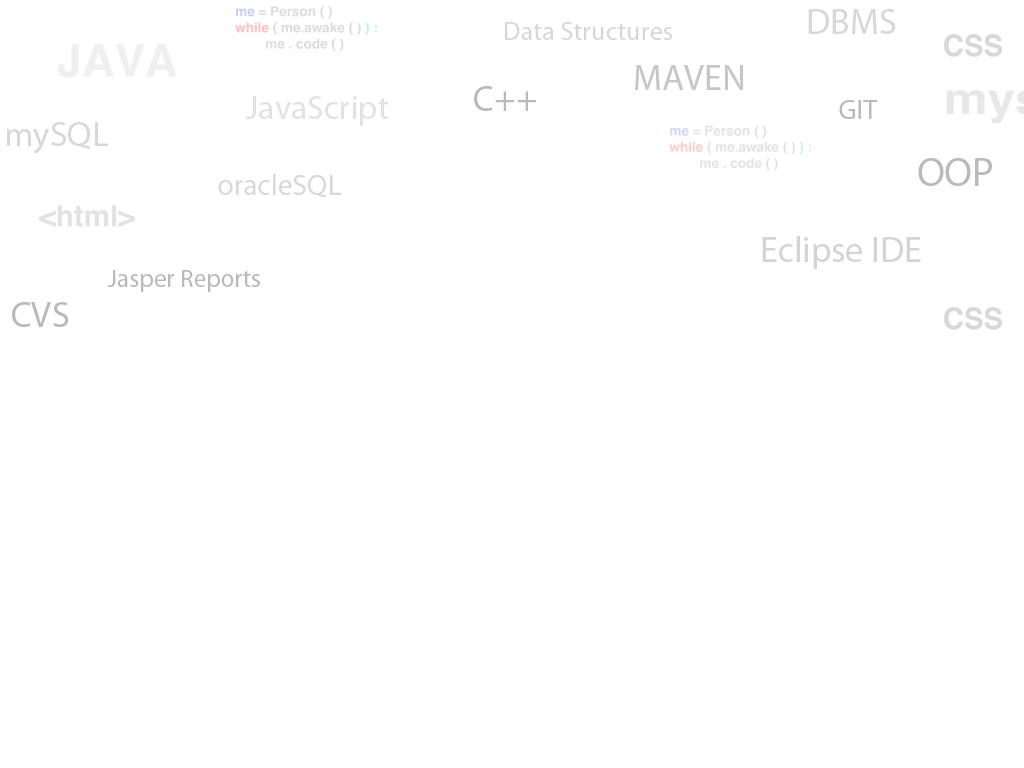 me = Person ( )
while ( me.awake ( ) ) :
me . code ( )
Data Structures
DBMS
CSS
JAVA
MAVEN
C++
JavaScript
GIT
mys
mySQL
me = Person ( )
while ( me.awake ( ) ) :
me . code ( )
OOP
oracleSQL
<html>
Eclipse IDE
Jasper Reports
CVS
CSS